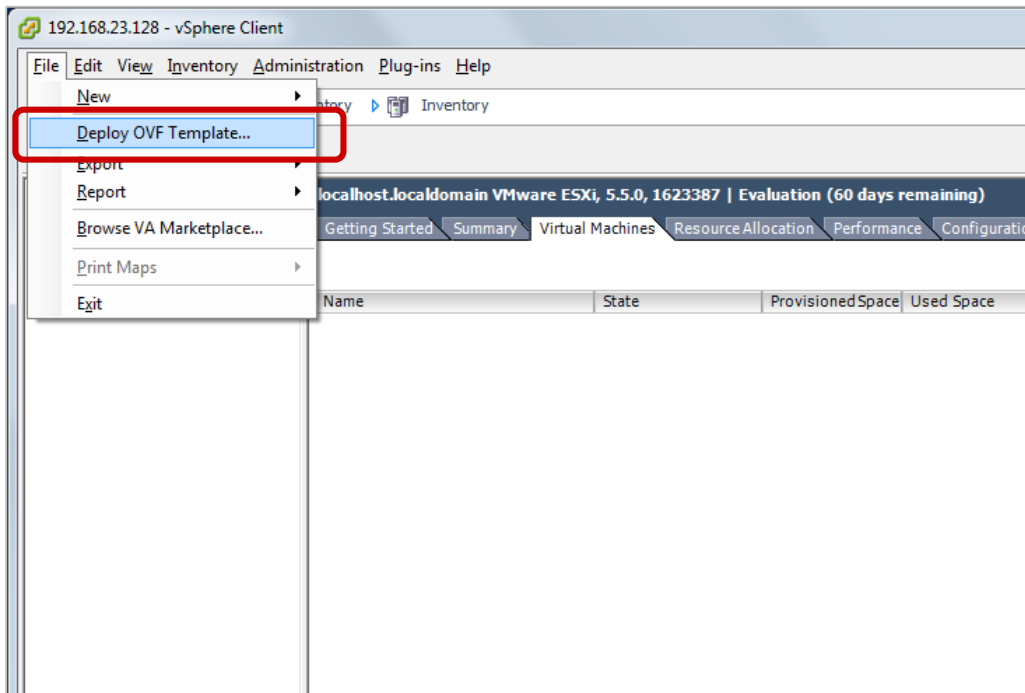 192.168.23.128 - vSphere Client
File Edit View Inventory Administration Plug-ins Help
New
ntory Inventory
Deploy OVF Template...
Export
Report
localhost.localdomain VMware ESXi, 5.5.0, 1623387 | Evaluation (60 days remaining)
Browse VA Marketplace...
Getting Started Summary Virtual Machines Resource Allocation Performance Configuratio
Print Maps
Exit
Name State Provisioned Space Used Space